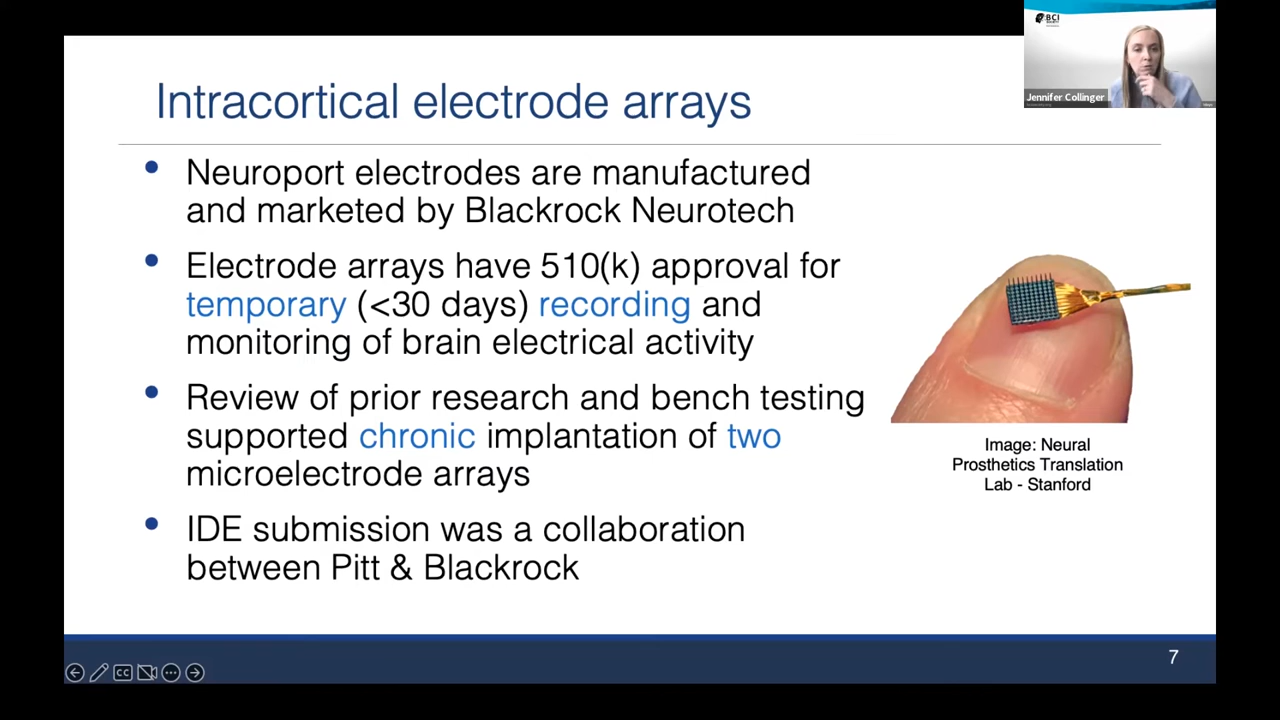 BCI
Jennifer Collinger
Intracortical electrode arrays
• Neuroport electrodes are manufactured
and marketed by Blackrock Neurotech
• Electrode arrays have 510(k) approval for
temporary (<30 days) recording and
monitoring of brain electrical activity
• Review of prior research and bench testing
supported chronic implantation of two
microelectrode arrays
• IDE submission was a collaboration
between Pitt & Blackrock
Image: Neural
Prosthetics Translation
Lab - Stanford
CC
7